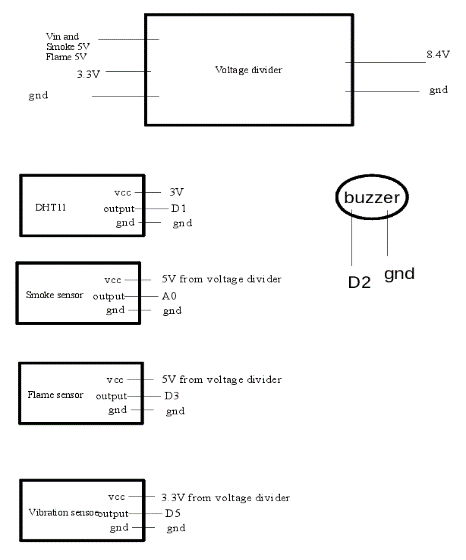 Vin and
Smoke 5V
Flame 5V
3.3V
gnd
Voltage divider
8.4V
gnd
DHT11
vcc 3V
output D1
gnd gnd
buzzer
D2 gnd
Smoke sensor
vcc 5V from voltage divider
output A0
gnd gnd
Flame sensor
vcc 5V from voltage divider
output D3
gnd gnd
Vibration sensor
vcc 3.3V from voltage divider
output D5
gnd gnd